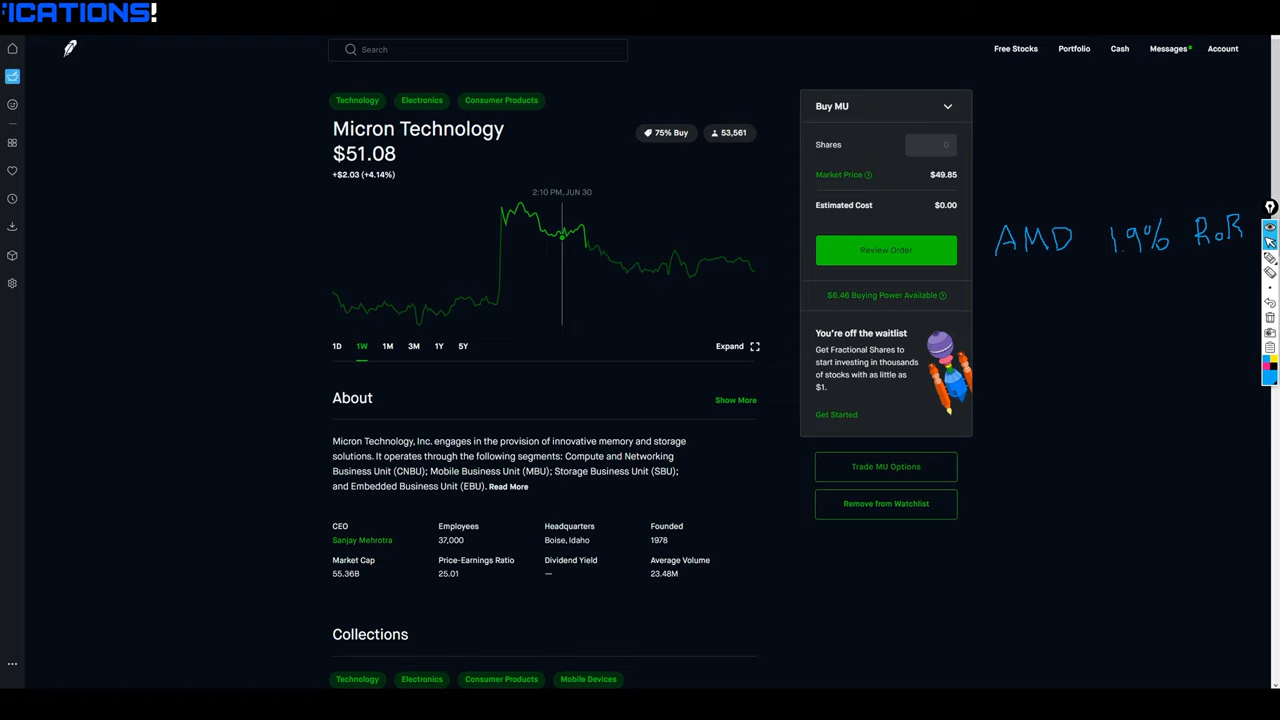 ICATIONS!
Search
Free Stocks Portfolio Cash Messages Account
Technology Electronics Consumer Products
Micron Technology
$51.08
+$2.03 (+4.14%)
75% Buy 53,561
2:10 PM, JUN 30
1D 1W 1M 3M 1Y 5Y
Expand
About
Show More
Micron Technology, Inc. engages in the provision of innovative memory and storage
solutions. It operates through the following segments: Compute and Networking
Business Unit (CNBU); Mobile Business Unit (MBU); Storage Business Unit (SBU);
and Embedded Business Unit (EBU). Read More
CEO Employees Headquarters Founded
Sanjay Mehrotra 37,000 Boise, Idaho 1978
Market Cap Price-Earnings Ratio Dividend Yield Average Volume
55.36B 25.01 — 23.48M
Collections
Technology Electronics Consumer Products Mobile Devices
Buy MU
Shares 0
Market Price ? $49.85
Estimated Cost $0.00
Review Order
$6.46 Buying Power Available ?
You're off the waitlist
Get Fractional Shares to
start investing in thousands
of stocks with as little as
$1.
Get Started
Trade MU Options
Remove from Watchlist
AMD 1.9% RoR